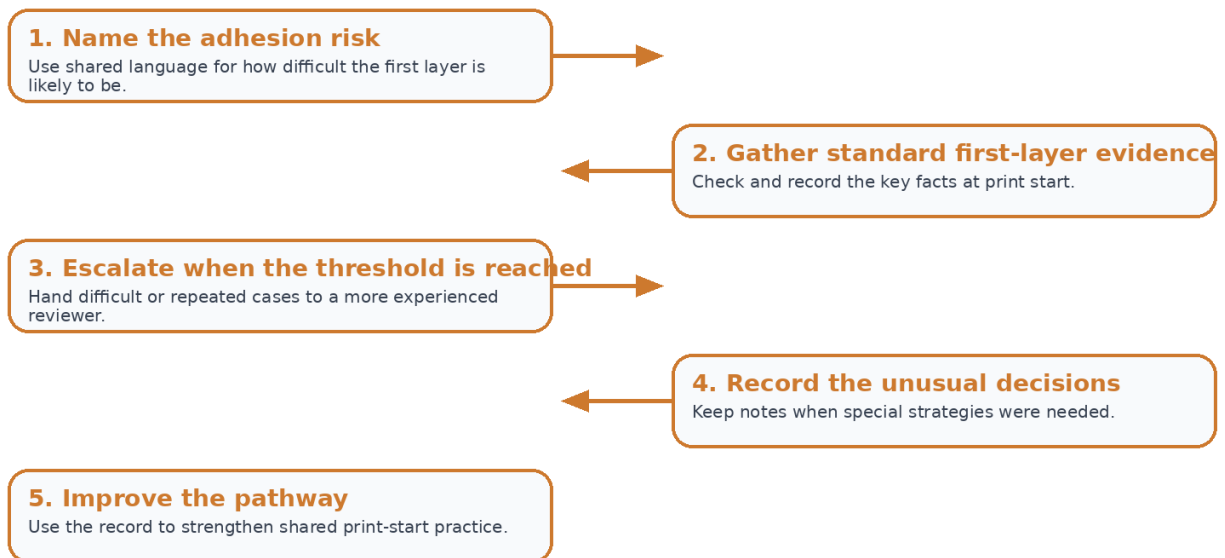 1. Name the adhesion risk
Use shared language for how difficult the first layer is
likely to be.
2. Gather standard first-layer evidence
Check and record the key facts at print start.
3. Escalate when the threshold is reached
Hand difficult or repeated cases to a more experienced
reviewer.
4. Record the unusual decisions
Keep notes when special strategies were needed.
5. Improve the pathway
Use the record to strengthen shared print-start practice.